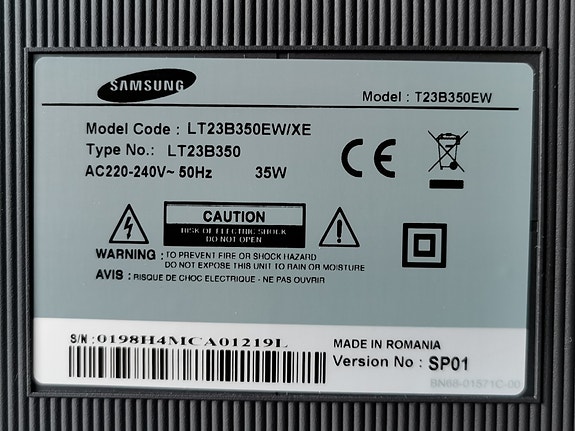 SAMSUNG
Model : T23B350EW
Model Code : LT23B350EW/XE
Type No.: LT23B350
AC220-240V~ 50Hz 35W
CE
CAUTION
RISK OF ELECTRIC SHOCK
DO NOT OPEN
WARNING : TO PREVENT FIRE OR SHOCK HAZARD
DO NOT EXPOSE THIS UNIT TO RAIN OR MOISTURE
AVIS : RISQUE DE CHOC ELECTRIQUE - NE PAS OUVRIR
S/N : 0198H4MCA01219L
MADE IN ROMANIA
Version No : SP01
BN68-01571C-00